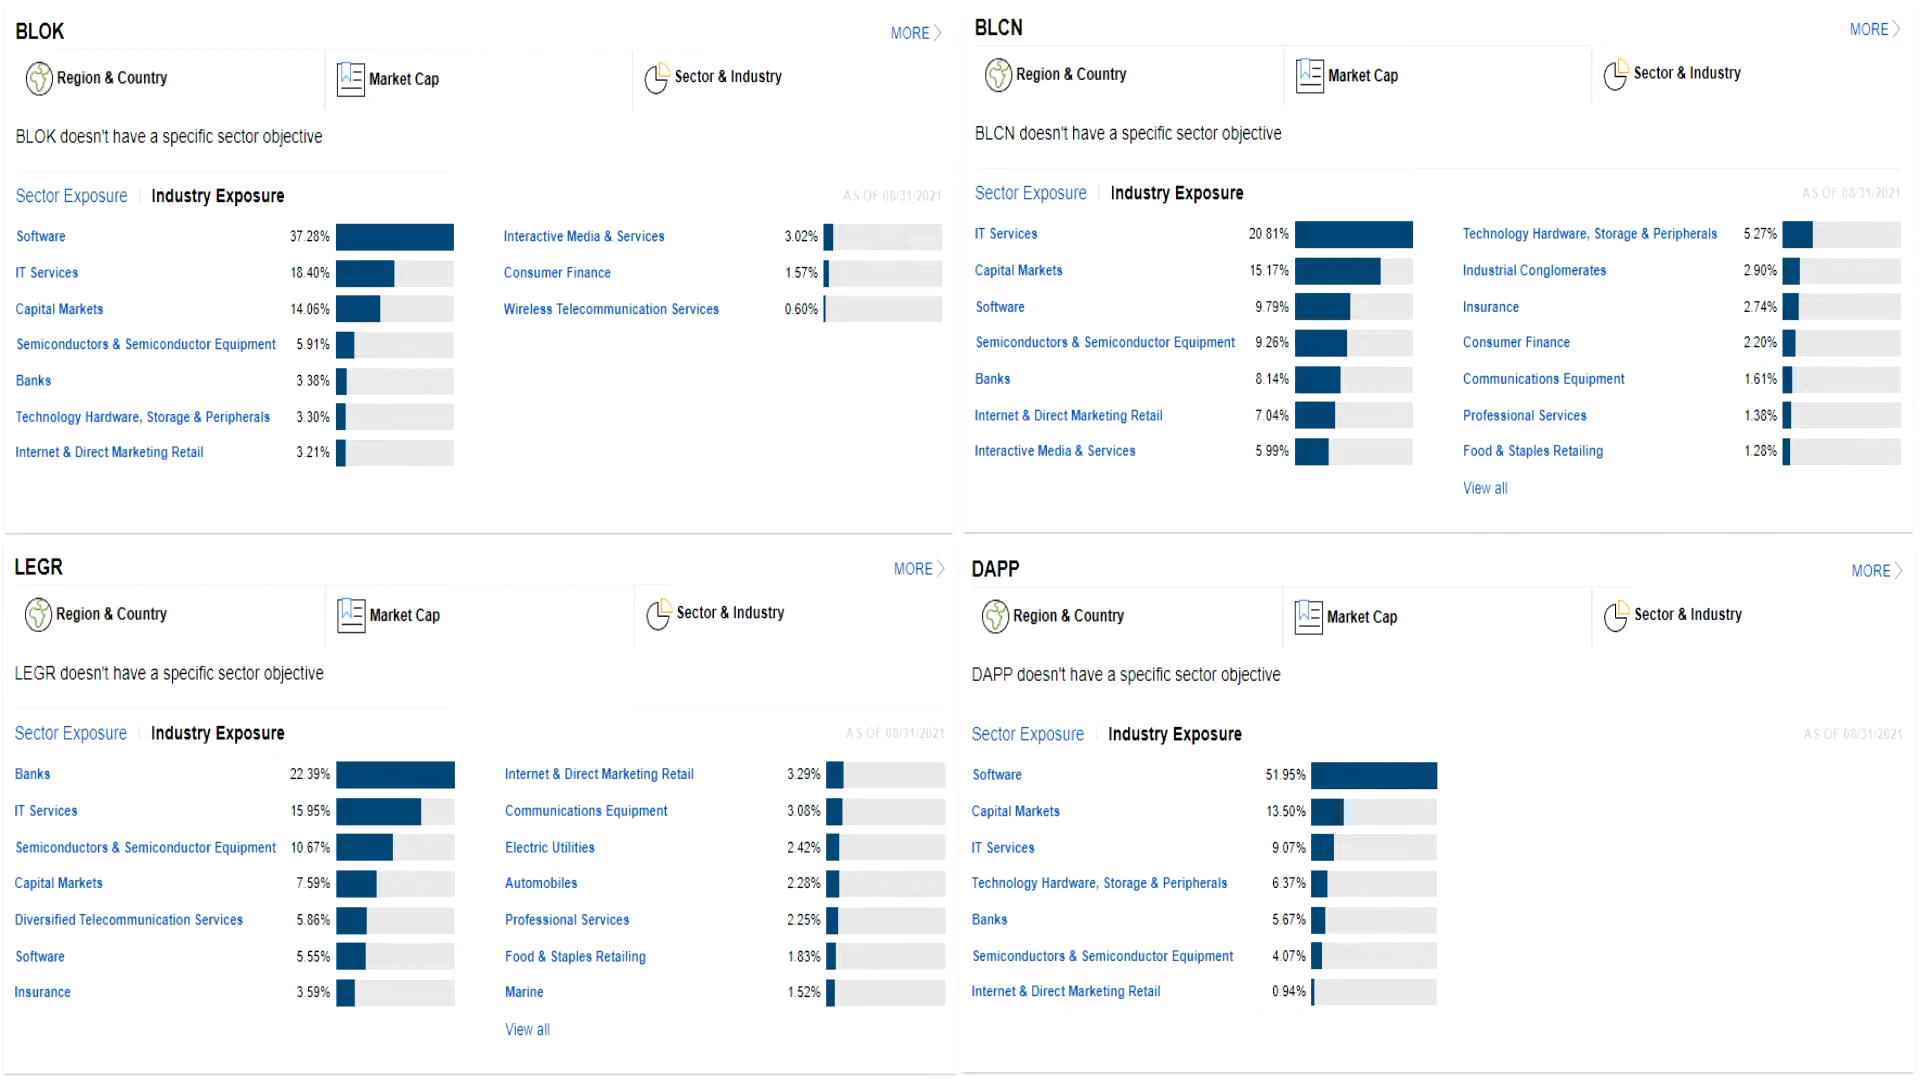 BLOK
MORE
Region & Country
Market Cap
Sector & Industry
BLOK doesn't have a specific sector objective
Sector Exposure
Industry Exposure
AS OF 08/31/2021
Software 37.28%
IT Services 18.40%
Capital Markets 14.06%
Semiconductors & Semiconductor Equipment 5.91%
Banks 3.38%
Technology Hardware, Storage & Peripherals 3.30%
Internet & Direct Marketing Retail 3.21%
Interactive Media & Services 3.02%
Consumer Finance 1.57%
Wireless Telecommunication Services 0.60%
BLCN
MORE
Region & Country
Market Cap
Sector & Industry
BLCN doesn't have a specific sector objective
Sector Exposure
Industry Exposure
AS OF 08/31/2021
IT Services 20.81%
Capital Markets 15.17%
Software 9.79%
Semiconductors & Semiconductor Equipment 9.26%
Banks 8.14%
Internet & Direct Marketing Retail 7.04%
Interactive Media & Services 5.99%
Technology Hardware, Storage & Peripherals 5.27%
Industrial Conglomerates 2.90%
Insurance 2.74%
Consumer Finance 2.20%
Communications Equipment 1.61%
Professional Services 1.38%
Food & Staples Retailing 1.28%
View all
LEGR
MORE
Region & Country
Market Cap
Sector & Industry
LEGR doesn't have a specific sector objective
Sector Exposure
Industry Exposure
AS OF 08/31/2021
Banks 22.39%
IT Services 15.95%
Semiconductors & Semiconductor Equipment 10.67%
Capital Markets 7.59%
Diversified Telecommunication Services 5.86%
Software 5.55%
Insurance 3.59%
Internet & Direct Marketing Retail 3.29%
Communications Equipment 3.08%
Electric Utilities 2.42%
Automobiles 2.28%
Professional Services 2.25%
Food & Staples Retailing 1.83%
Marine 1.52%
View all
DAPP
MORE
Region & Country
Market Cap
Sector & Industry
DAPP doesn't have a specific sector objective
Sector Exposure
Industry Exposure
AS OF 08/31/2021
Software 51.95%
Capital Markets 13.50%
IT Services 9.07%
Technology Hardware, Storage & Peripherals 6.37%
Banks 5.67%
Semiconductors & Semiconductor Equipment 4.07%
Internet & Direct Marketing Retail 0.94%